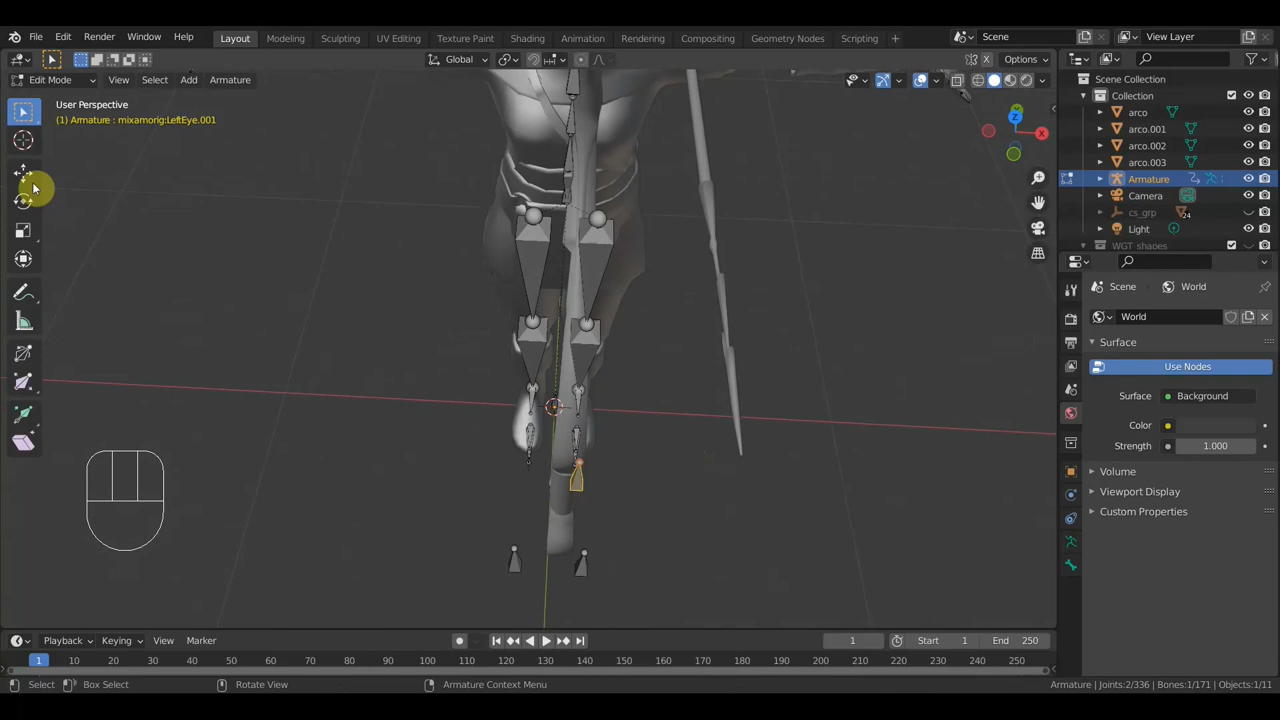 File Edit Render Window Help Layout Modeling Sculpting UV Editing Texture Paint Shading Animation Rendering Compositing Geometry Nodes Scripting + Scene View Layer
Global X Options
Edit Mode View Select Add Armature
Scene Collection
Collection
User Perspective
(1) Armature : mixamorig:LeftEye.001
arco
arco.001
arco.002
arco.003
Armature
Camera
cs_grp 24
Light
WGT_shapes
Z
X
Y
Scene > World
World
Surface
Use Nodes
Surface Background
Color
Strength 1.000
Volume
Viewport Display
Custom Properties
Playback Keying View Marker 1 Start 1 End 250
1 10 20 30 40 50 60 70 80 90 100 110 120 130 140 150 160 170 180 190 200 210 220 230 240 250
Select Box Select Rotate View Armature Context Menu Armature | Joints:2/336 | Bones:1/171 | Objects:1/11